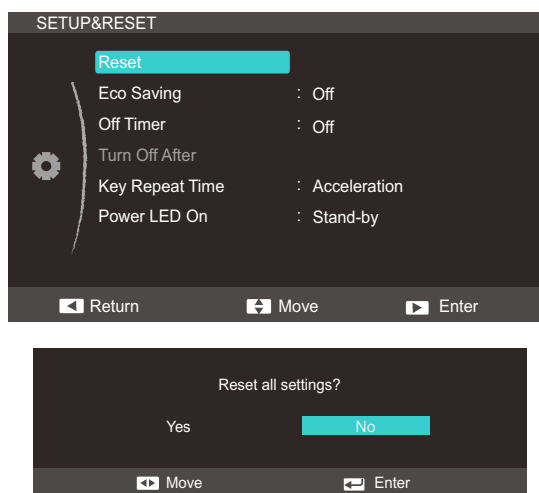 SETUP&RESET
Reset
Eco Saving : Off
Off Timer : Off
Turn Off After
Key Repeat Time : Acceleration
Power LED On : Stand-by
Return Move Enter
Reset all settings?
Yes No
Move Enter